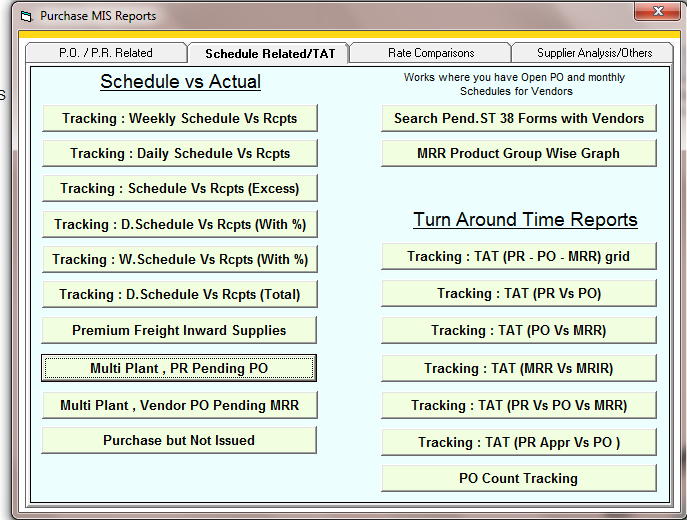 Purchase MIS Reports
P.O. / P.R. Related
Schedule Related/TAT
Rate Comparisons
Supplier Analysis/Others
Schedule vs Actual
Tracking : Weekly Schedule Vs Rcpts
Tracking : Daily Schedule Vs Rcpts
Tracking : Schedule Vs Rcpts (Excess)
Tracking : D.Schedule Vs Rcpts (With %)
Tracking : W.Schedule Vs Rcpts (With %)
Tracking : D.Schedule Vs Rcpts (Total)
Premium Freight Inward Supplies
Multi Plant , PR Pending PO
Multi Plant , Vendor PO Pending MRR
Purchase but Not Issued
Works where you have Open PO and monthly
Schedules for Vendors
Search Pend.ST 38 Forms with Vendors
MRR Product Group Wise Graph
Turn Around Time Reports
Tracking : TAT (PR - PO - MRR) grid
Tracking : TAT (PR Vs PO)
Tracking : TAT (PO Vs MRR)
Tracking : TAT (MRR Vs MRIR)
Tracking : TAT (PR Vs PO Vs MRR)
Tracking : TAT (PR Appr Vs PO )
PO Count Tracking